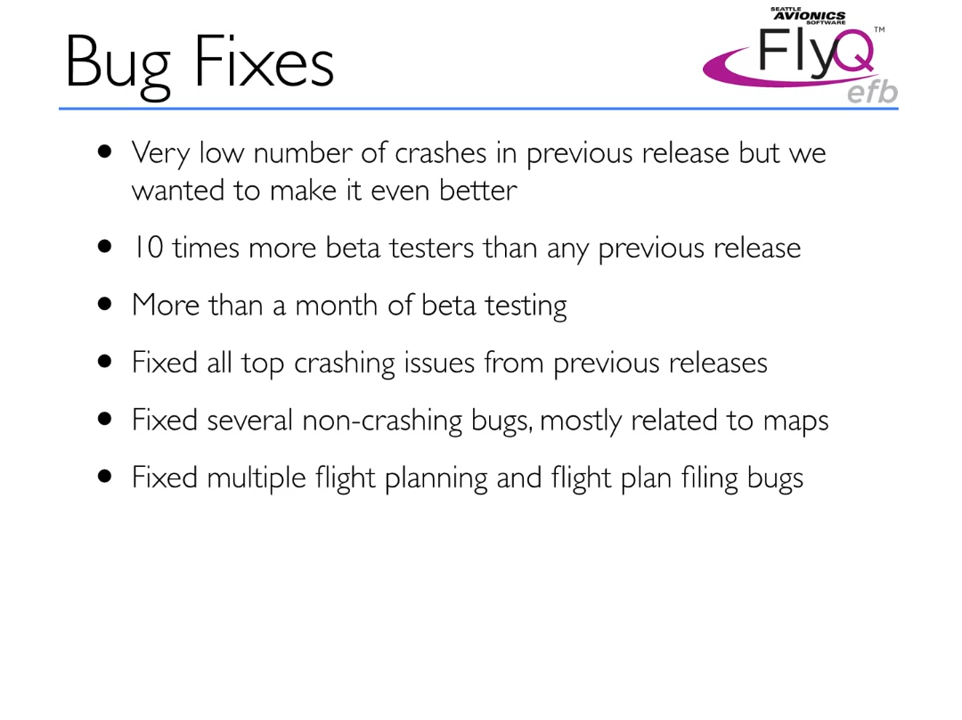 Bug Fixes
SEATTLE
AVIONICS
SOFTWARE
FlyQ™
efb
• Very low number of crashes in previous release but we
wanted to make it even better
• 10 times more beta testers than any previous release
• More than a month of beta testing
• Fixed all top crashing issues from previous releases
• Fixed several non-crashing bugs, mostly related to maps
• Fixed multiple flight planning and flight plan filing bugs